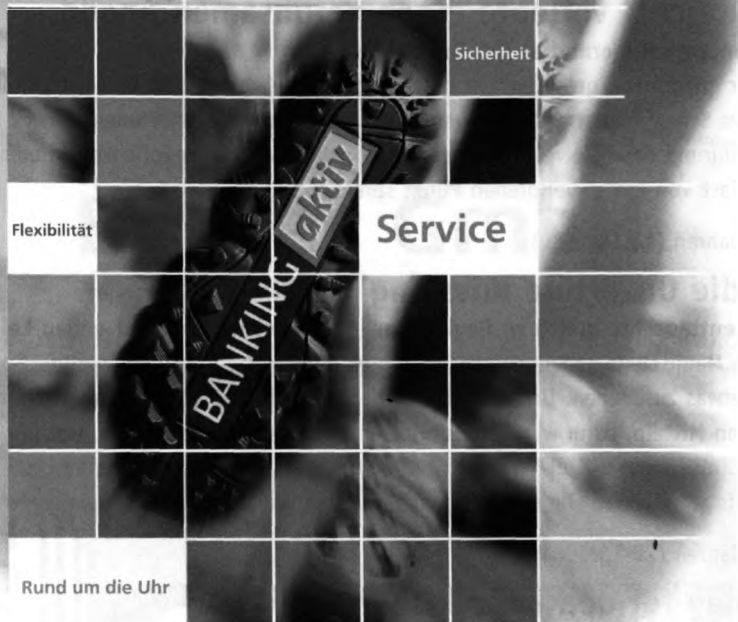 Sicherheit
Flexibilität
Service
BANKING aktiv
Rund um die Uhr